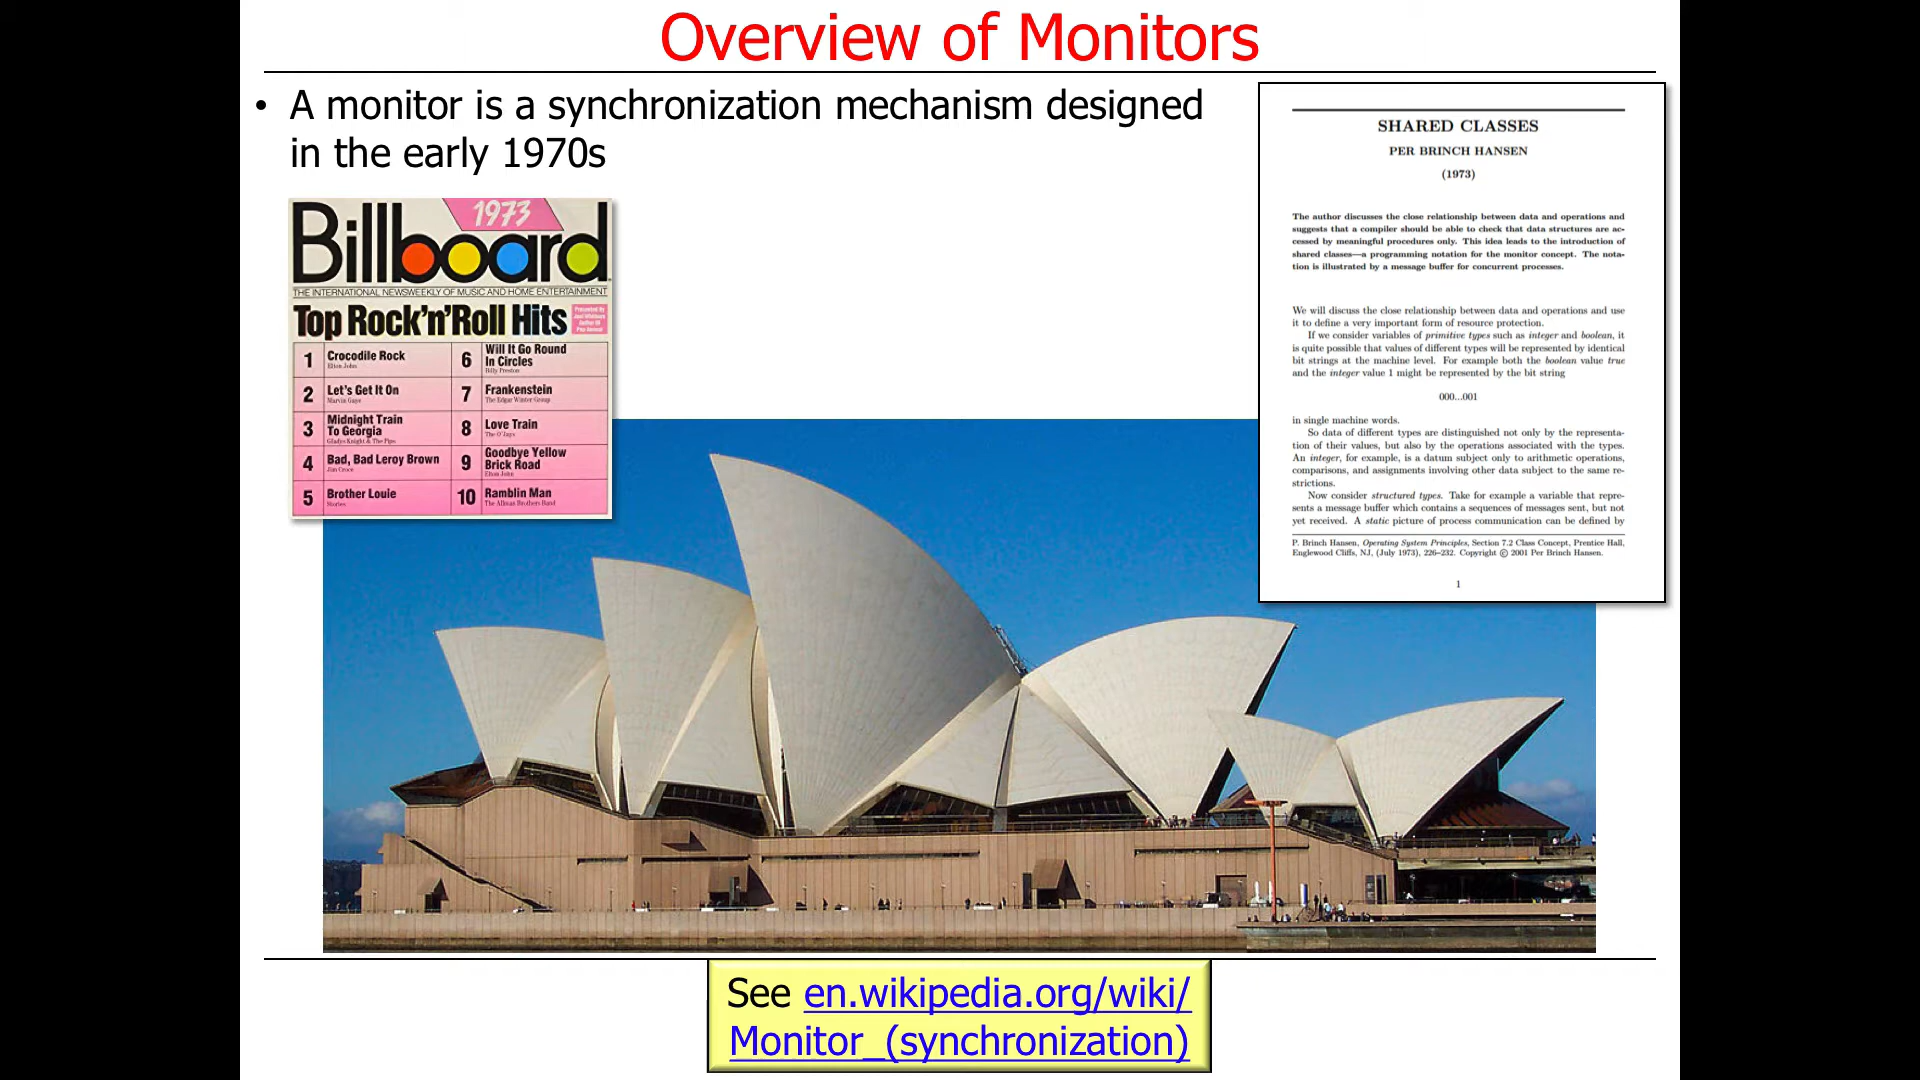 Overview of Monitors
• A monitor is a synchronization mechanism designed
in the early 1970s
1973
Billboard
THE INTERNATIONAL NEWSWEEKLY OF MUSIC AND HOME ENTERTAINMENT
Top Rock'n'Roll Hits
1 Crocodile Rock
Elton John
2 Let's Get It On
Marvin Gaye
3 Midnight Train
To Georgia
Gladys Knight & The Pips
4 Bad, Bad Leroy Brown
Jim Croce
5 Brother Louie
Stories
6 Will It Go Round
In Circles
Billy Preston
7 Frankenstein
The Edgar Winter Group
8 Love Train
The O'Jays
9 Goodbye Yellow
Brick Road
Elton John
10 Ramblin Man
The Allman Brothers Band
SHARED CLASSES
PER BRINCH HANSEN
(1973)
The author discusses the close relationship between data and operations and
suggests that a compiler should be able to check that data structures are ac-
cessed by meaningful procedures only. This idea leads to the introduction of
shared classes—a programming notation for the monitor concept. The nota-
tion is illustrated by a message buffer for concurrent processes.
We will discuss the close relationship between data and operations and use
it to define a very important form of resource protection.
If we consider variables of primitive types such as integer and boolean, it
is quite possible that values of different types will be represented by identical
bit strings at the machine level. For example both the boolean value true
and the integer value 1 might be represented by the bit string
000...001
in single machine words.
So data of different types are distinguished not only by the representa-
tion of their values, but also by the operations associated with the types.
An integer, for example, is a datum subject only to arithmetic operations,
comparisons, and assignments involving other data subject to the same re-
strictions.
Now consider structured types. Take for example a variable that repre-
sents a message buffer which contains a sequences of messages sent, but not
yet received. A static picture of process communication can be defined by
P. Brinch Hansen, Operating System Principles, Section 7.2 Class Concept, Prentice Hall,
Englewood Cliffs, NJ, (July 1973), 226–232. Copyright © 2001 Per Brinch Hansen.
1
See en.wikipedia.org/wiki/
Monitor_(synchronization)